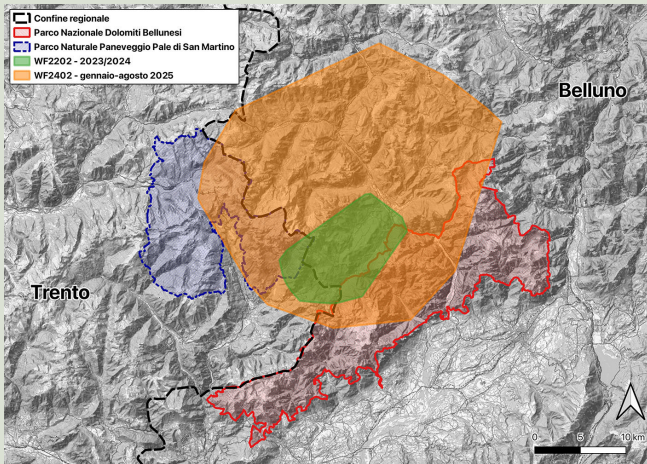 Confine regionale
Parco Nazionale Dolomiti Bellunesi
Parco Naturale Paneveggio Pale di San Martino
WF2202 - 2023/2024
WF2402 - gennaio-agosto 2025
Belluno
Trento
0 5 10 km